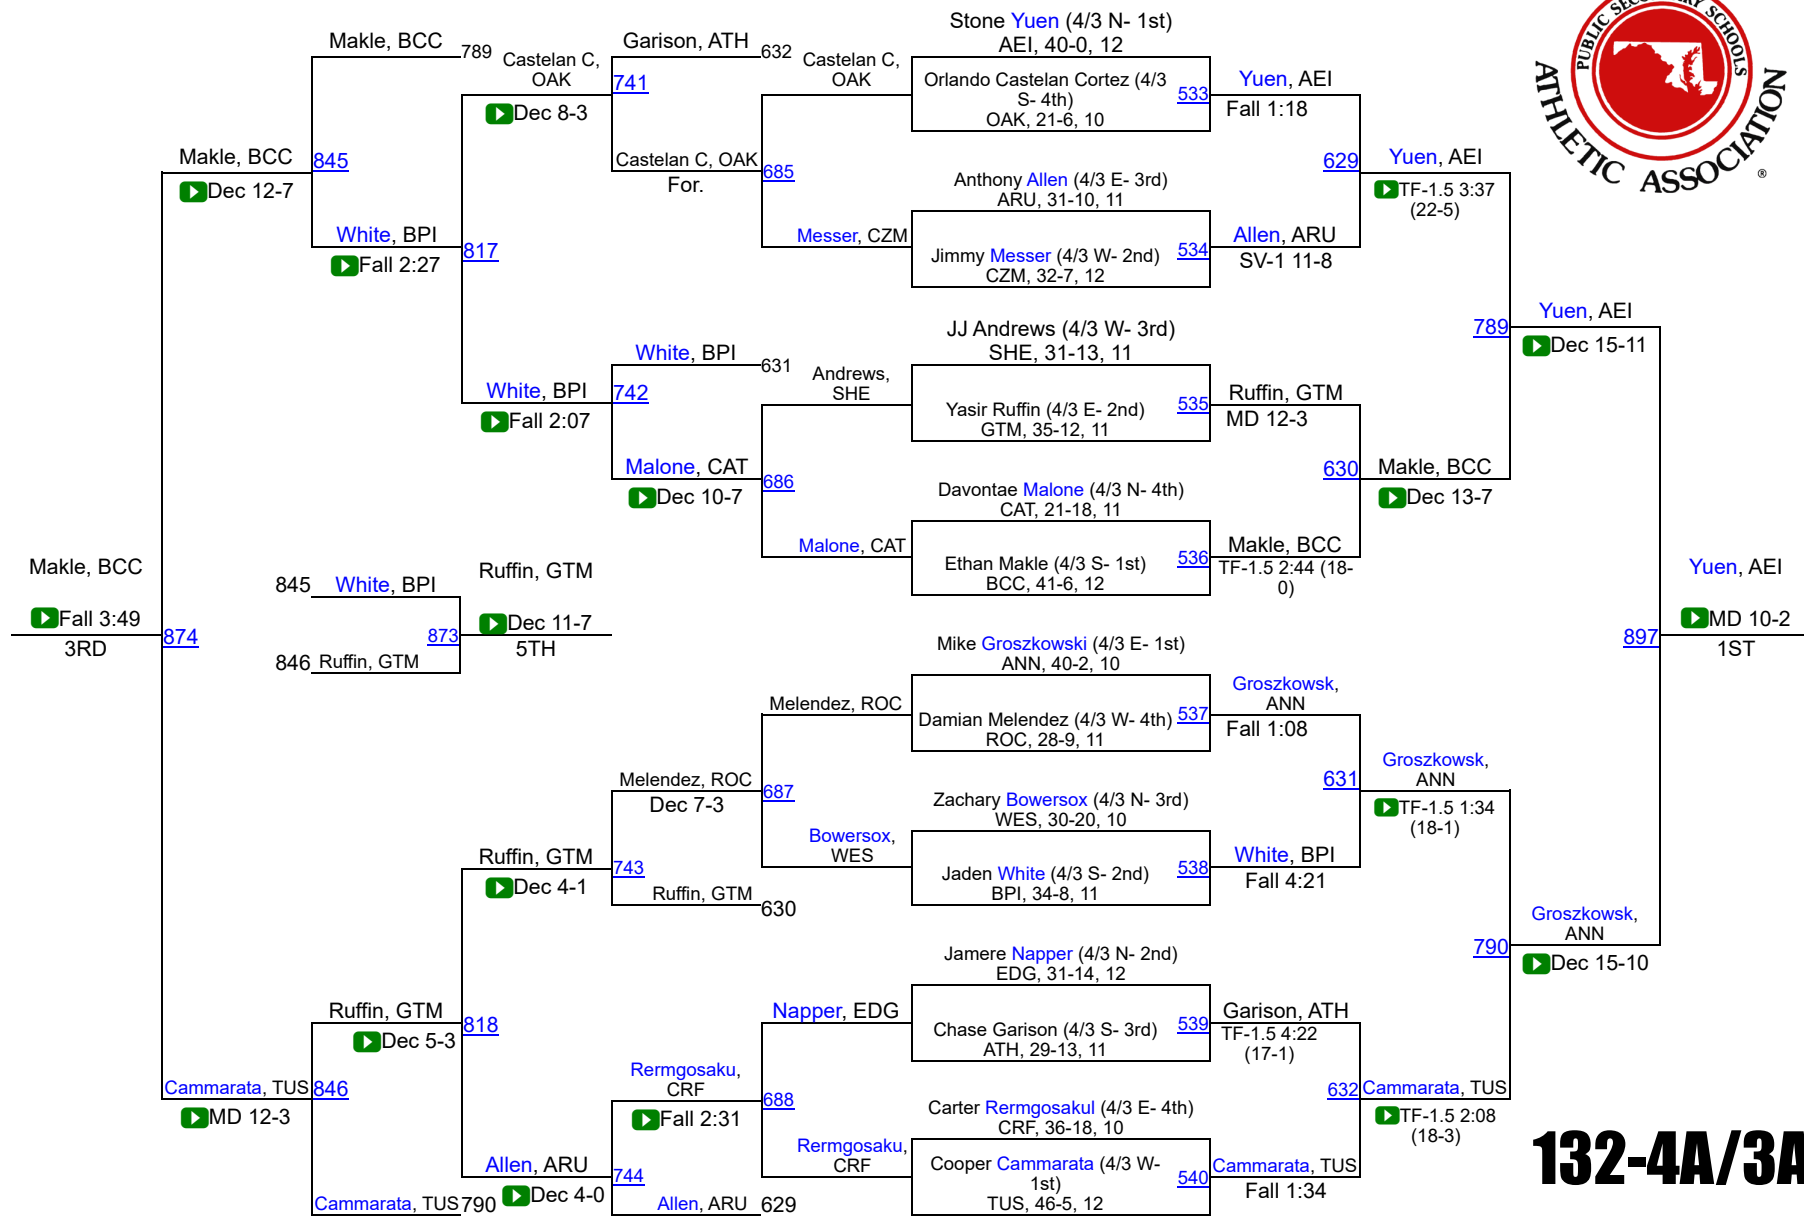 PUBLIC SECONDARY SCHOOLS
ATHLETIC ASSOCIATION
®
Makle, BCC
789
Castelan C,
OAK
741
Dec 8-3
Garison, ATH
632
Castelan C,
OAK
Castelan C, OAK
For.
685
Messer, CZM
Stone Yuen (4/3 N- 1st)
AEI, 40-0, 12
Orlando Castelan Cortez (4/3
S- 4th)
OAK, 21-6, 10
533
Yuen, AEI
Fall 1:18
Anthony Allen (4/3 E- 3rd)
ARU, 31-10, 11
Jimmy Messer (4/3 W- 2nd)
CZM, 32-7, 12
534
Allen, ARU
SV-1 11-8
629
Yuen, AEI
TF-1.5 3:37
(22-5)
Makle, BCC
Dec 12-7
845
White, BPI
Fall 2:27
817
White, BPI
Fall 2:07
White, BPI
631
742
Malone, CAT
Dec 10-7
Andrews,
SHE
686
Malone, CAT
JJ Andrews (4/3 W- 3rd)
SHE, 31-13, 11
Yasir Ruffin (4/3 E- 2nd)
GTM, 35-12, 11
535
Ruffin, GTM
MD 12-3
Davontae Malone (4/3 N- 4th)
CAT, 21-18, 11
Ethan Makle (4/3 S- 1st)
BCC, 41-6, 12
536
Makle, BCC
TF-1.5 2:44 (18-
0)
630
Makle, BCC
Dec 13-7
789
Yuen, AEI
Dec 15-11
Makle, BCC
Fall 3:49
3RD
874
845
White, BPI
846
Ruffin, GTM
873
Ruffin, GTM
Dec 11-7
5TH
Yuen, AEI
MD 10-2
1ST
897
Melendez, ROC
Mike Groszkowski (4/3 E- 1st)
ANN, 40-2, 10
Damian Melendez (4/3 W- 4th)
ROC, 28-9, 11
537
Groszkowsk,
ANN
Fall 1:08
Melendez, ROC
Dec 7-3
687
Bowersox,
WES
Zachary Bowersox (4/3 N- 3rd)
WES, 30-20, 10
Jaden White (4/3 S- 2nd)
BPI, 34-8, 11
538
White, BPI
Fall 4:21
631
Groszkowsk,
ANN
TF-1.5 1:34
(18-1)
Ruffin, GTM
Dec 4-1
743
Ruffin, GTM
630
790
Groszkowsk,
ANN
Dec 15-10
Ruffin, GTM
Dec 5-3
818
Napper, EDG
Jamere Napper (4/3 N- 2nd)
EDG, 31-14, 12
Chase Garison (4/3 S- 3rd)
ATH, 29-13, 11
539
Garison, ATH
TF-1.5 4:22
(17-1)
Rermgosaku,
CRF
Fall 2:31
688
Rermgosaku,
CRF
Carter Rermgosakul (4/3 E- 4th)
CRF, 36-18, 10
Cooper Cammarata (4/3 W-
1st)
TUS, 46-5, 12
540
Cammarata, TUS
Fall 1:34
632
Cammarata, TUS
TF-1.5 2:08
(18-3)
Cammarata, TUS
MD 12-3
846
Cammarata, TUS
790
Allen, ARU
Dec 4-0
744
Allen, ARU
629
132-4A/3A